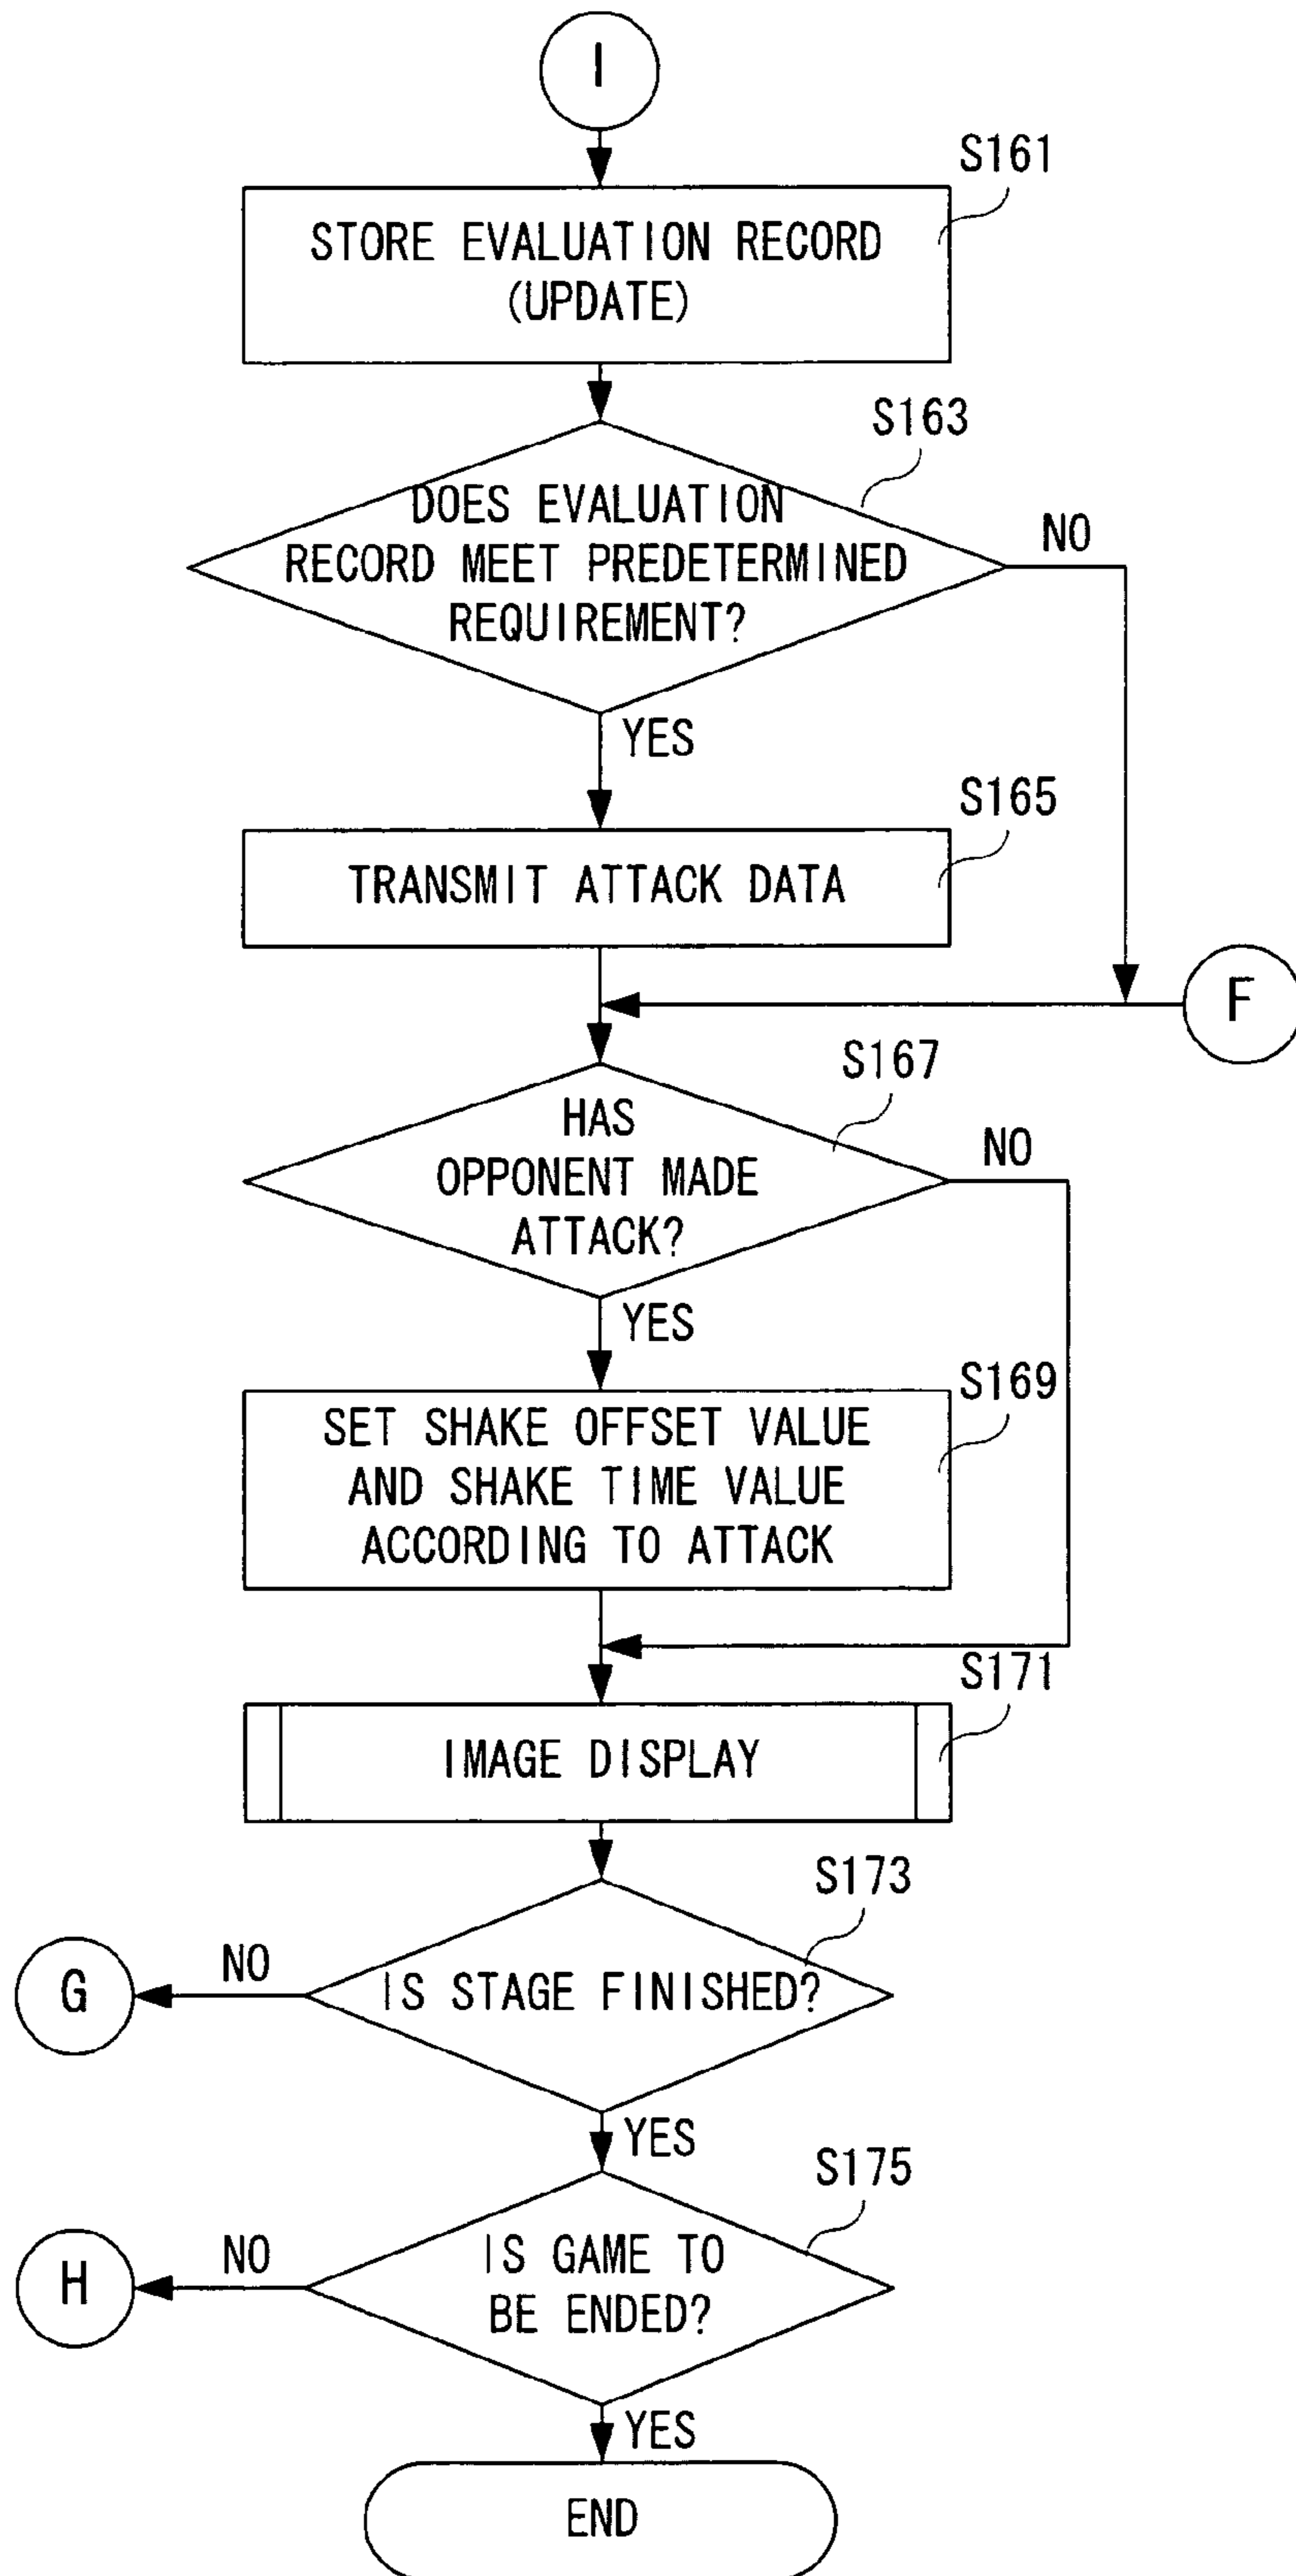 I
S161
STORE EVALUATION RECORD
(UPDATE)
S163
DOES EVALUATION
RECORD MEET PREDETERMINED
REQUIREMENT?
NO
YES
S165
TRANSMIT ATTACK DATA
F
S167
HAS
OPPONENT MADE
ATTACK?
NO
YES
S169
SET SHAKE OFFSET VALUE
AND SHAKE TIME VALUE
ACCORDING TO ATTACK
S171
IMAGE DISPLAY
S173
IS STAGE FINISHED?
NO
G
YES
S175
IS GAME TO
BE ENDED?
NO
H
YES
END